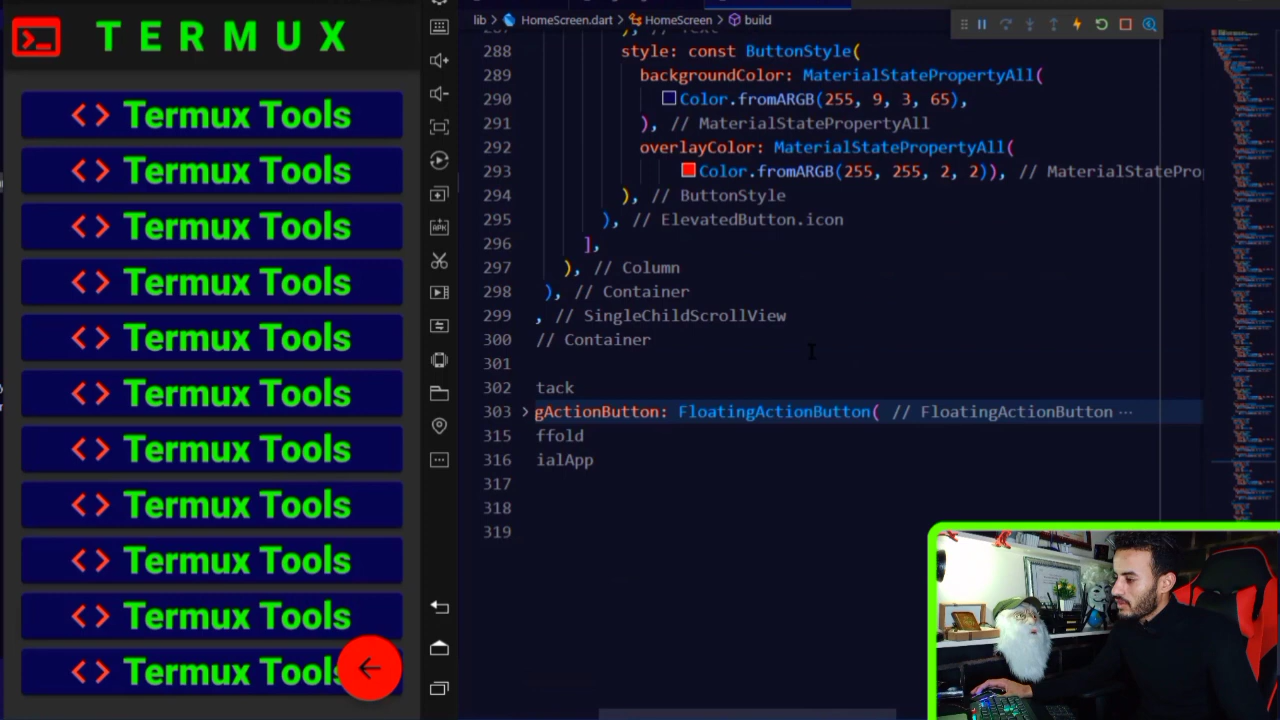 TERMUX
<> Termux Tools
<> Termux Tools
<> Termux Tools
<> Termux Tools
<> Termux Tools
<> Termux Tools
<> Termux Tools
<> Termux Tools
<> Termux Tools
<> Termux Tools
<> Termux Tools
APK
lib > HomeScreen.dart > HomeScreen > build
287 ), // Text
288 style: const ButtonStyle(
289 backgroundColor: MaterialStatePropertyAll(
290 Color.fromARGB(255, 9, 3, 65),
291 ), // MaterialStatePropertyAll
292 overlayColor: MaterialStatePropertyAll(
293 Color.fromARGB(255, 255, 2, 2)), // MaterialStatePro
294 ), // ButtonStyle
295 ), // ElevatedButton.icon
296 ],
297 ), // Column
298 ), // Container
299 , // SingleChildScrollView
300 // Container
301
302 tack
303 > gActionButton: FloatingActionButton( // FloatingActionButton ···
315 ffold
316 ialApp
317
318
319